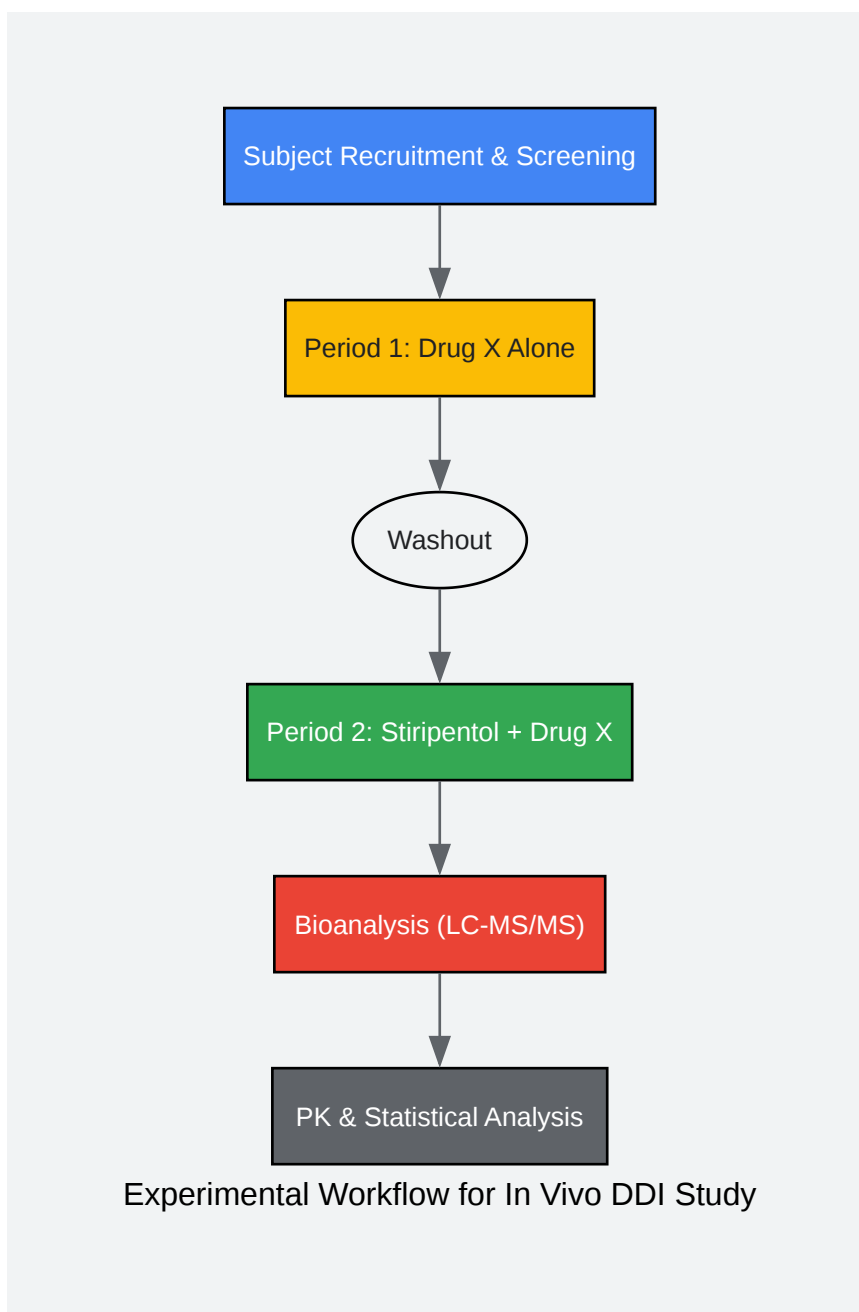 Subject Recruitment & Screening
Period 1: Drug X Alone
Washout
Period 2: Stiripentol + Drug X
Bioanalysis (LC-MS/MS)
PK & Statistical Analysis
Experimental Workflow for In Vivo DDI Study